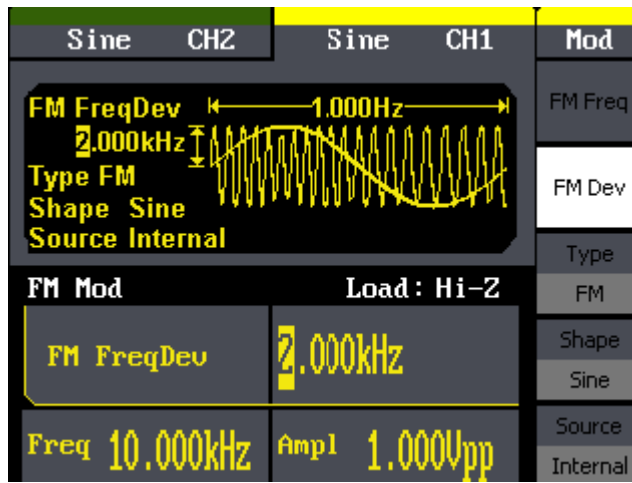 Sine CH2 Sine CH1 Mod
FM FreqDev 1.000Hz
2.000kHz
Type FM
Shape Sine
Source Internal
FM Mod Load: Hi-Z
FM FreqDev 2.000kHz
Freq 10.000kHz Ampl 1.000Vpp
FM Freq
FM Dev
Type
FM
Shape
Sine
Source
Internal